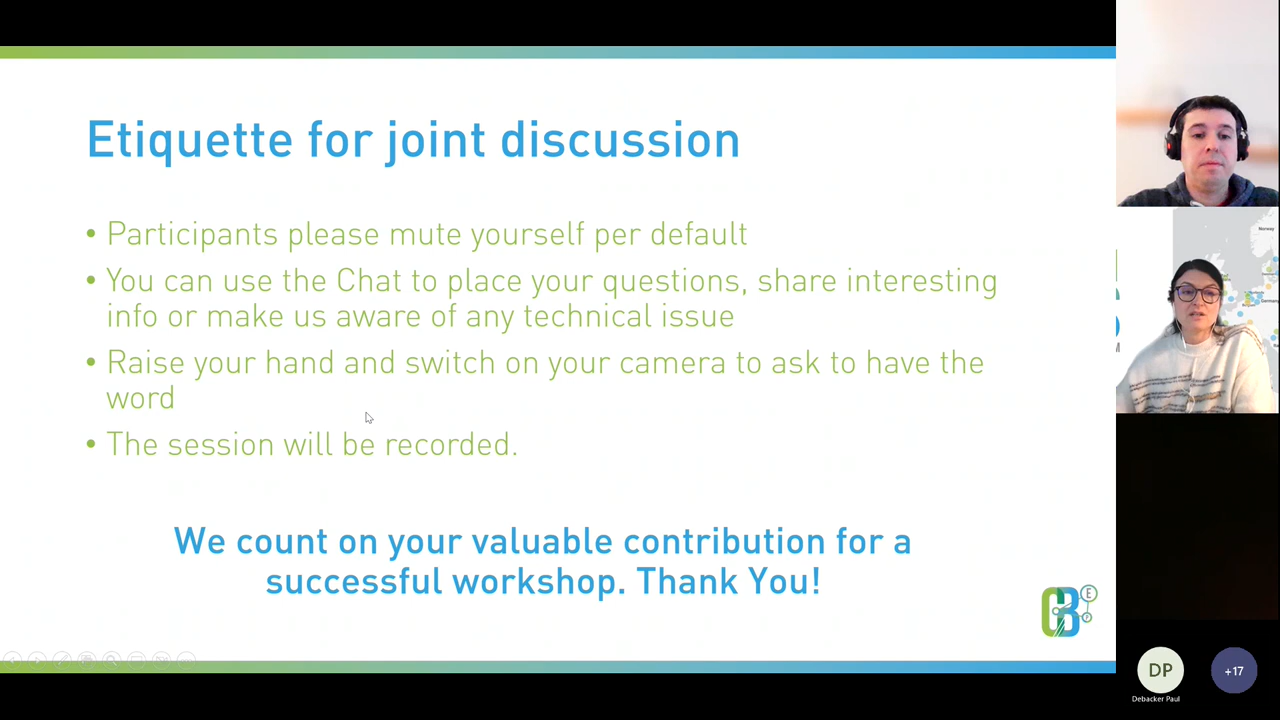 Etiquette for joint discussion
• Participants please mute yourself per default
• You can use the Chat to place your questions, share interesting
info or make us aware of any technical issue
• Raise your hand and switch on your camera to ask to have the
word
• The session will be recorded.
We count on your valuable contribution for a
successful workshop. Thank You!
CB
E
Norway
DP
+17
Debacker Paul